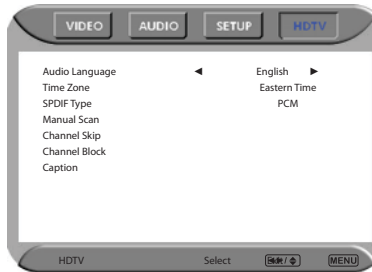 VIDEO AUDIO SETUP HDTV
Audio Language ◄ English ►
Time Zone Eastern Time
SPDIF Type PCM
Manual Scan
Channel Skip
Channel Block
Caption
HDTV Select MENU